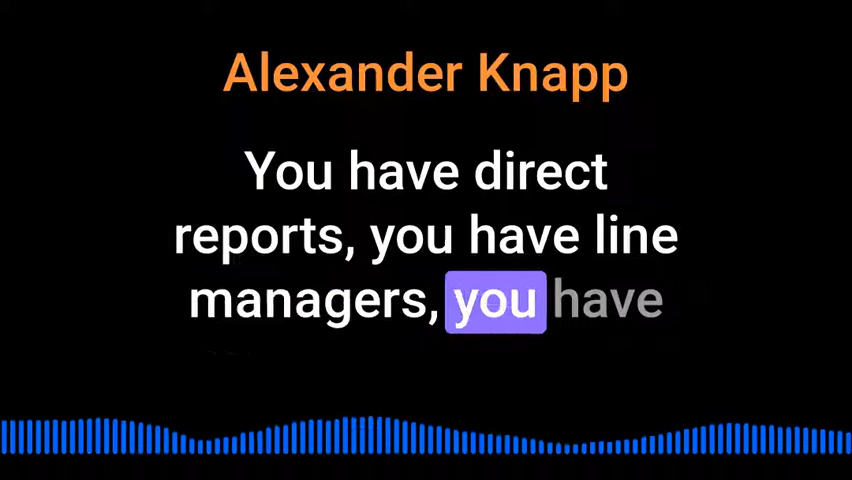 Alexander Knapp
You have direct
reports, you have line
managers, you have